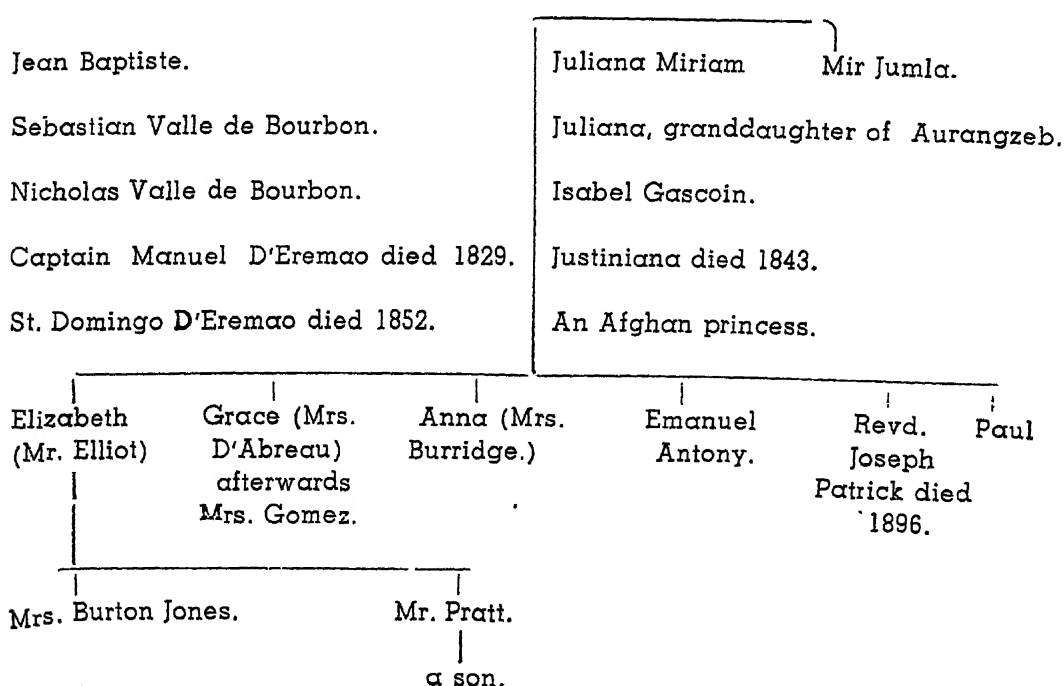 Jean Baptiste.
Juliana Miriam
Mir Jumla.
Sebastian Valle de Bourbon.
Juliana, granddaughter of Aurangzeb.
Nicholas Valle de Bourbon.
Isabel Gascoin.
Captain Manuel D'Eremao died 1829.
Justiniana died 1843.
St. Domingo D'Eremao died 1852.
An Afghan princess.
Elizabeth
(Mr. Elliot)
Grace (Mrs.
D'Abreau)
afterwards
Mrs. Gomez.
Anna (Mrs.
Burridge.)
Emanuel
Antony.
Revd.
Joseph
Patrick died
1896.
Paul
Mrs. Burton Jones.
Mr. Pratt.
a son.